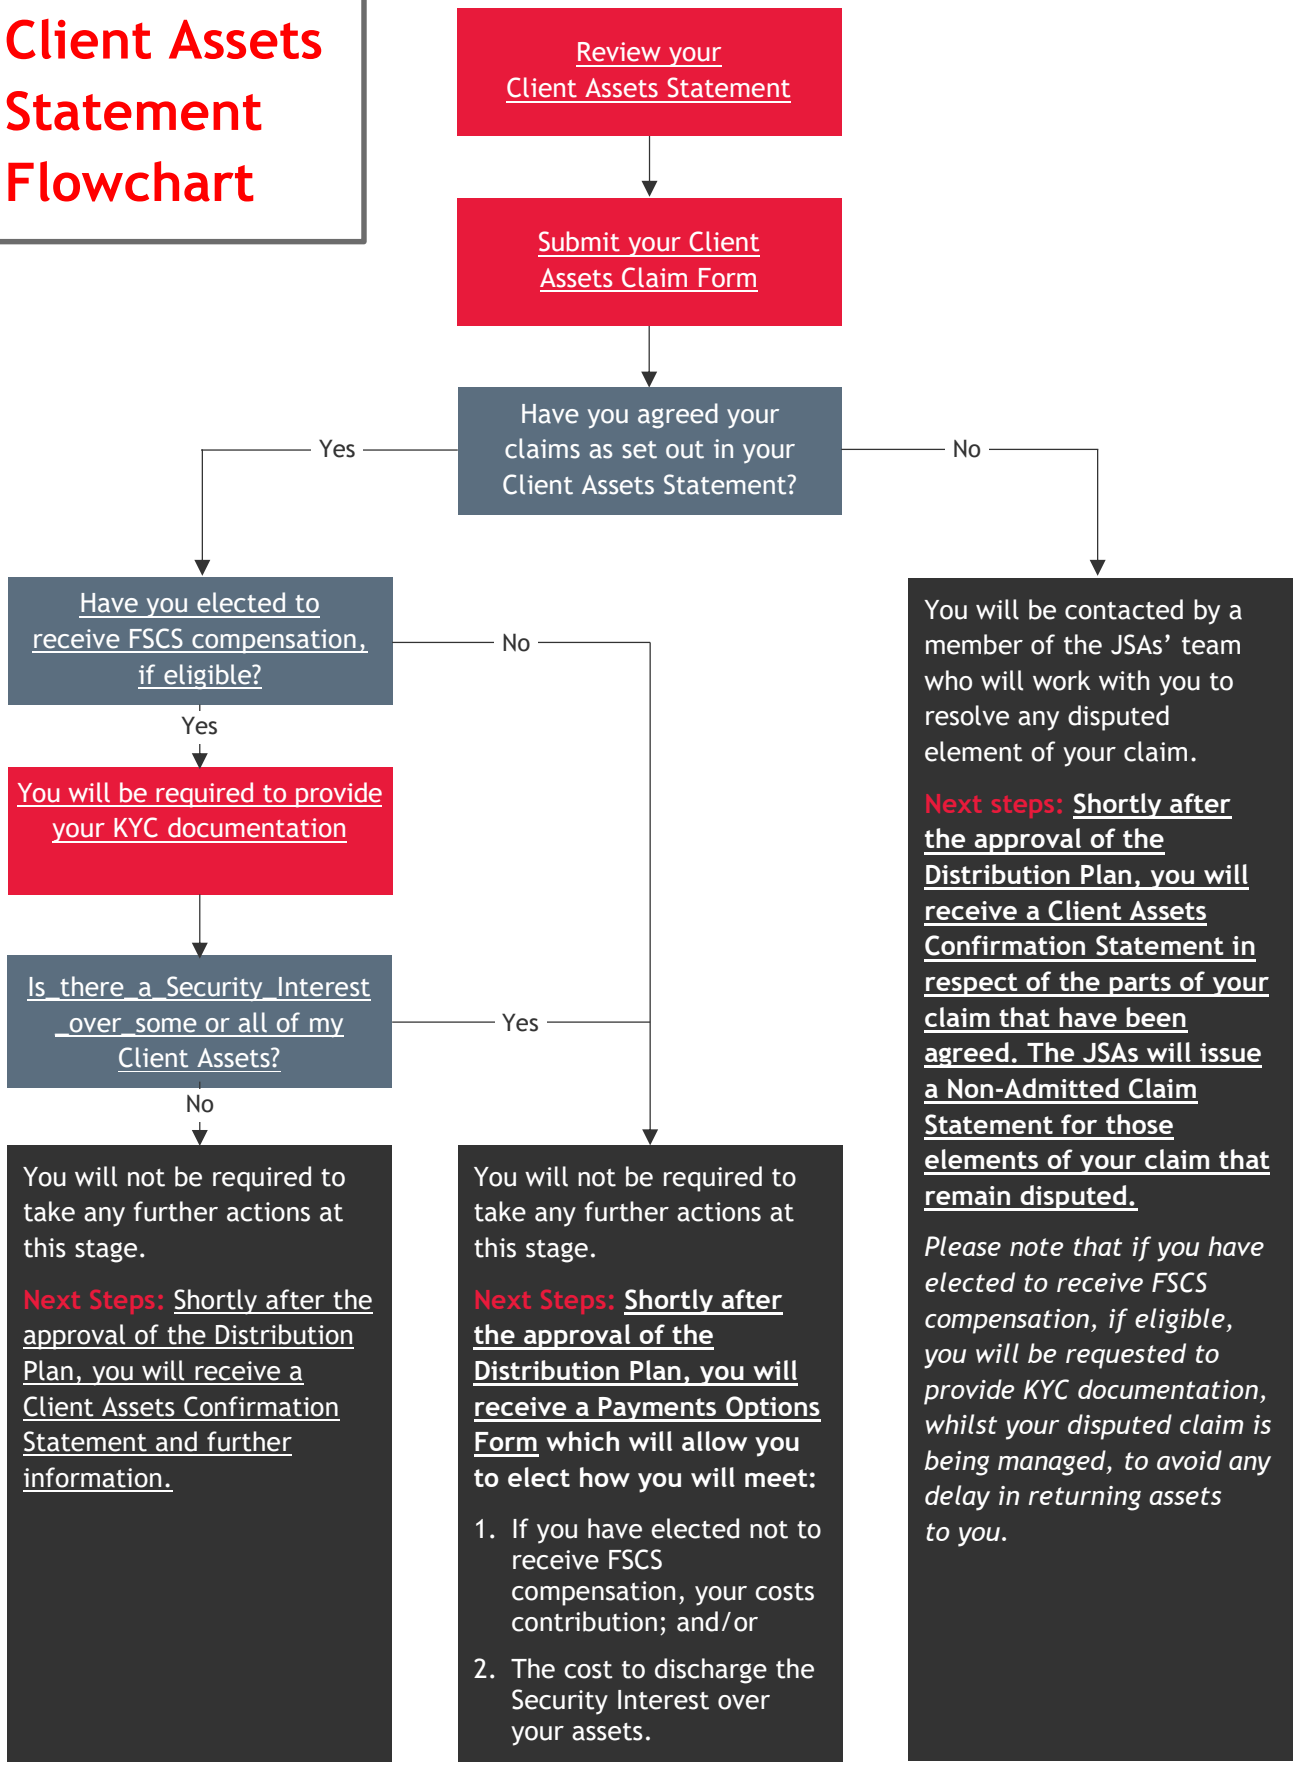 Client Assets
Statement
Flowchart
Review your
Client Assets Statement
Submit your Client
Assets Claim Form
Have you agreed your
claims as set out in your
Client Assets Statement?
Yes
No
Have you elected to
receive FSCS compensation,
if eligible?
No
Yes
You will be required to provide
your KYC documentation
Is_there_a_Security_Interest
_over_some or all of my
Client Assets?
Yes
No
You will not be required to
take any further actions at
this stage.
Next Steps: Shortly after the
approval of the Distribution
Plan, you will receive a
Client Assets Confirmation
Statement and further
information.
You will not be required to
take any further actions at
this stage.
Next Steps: Shortly after
the approval of the
Distribution Plan, you will
receive a Payments Options
Form which will allow you
to elect how you will meet:
1. If you have elected not to
receive FSCS
compensation, your costs
contribution; and/or
2. The cost to discharge the
Security Interest over
your assets.
You will be contacted by a
member of the JSAs’ team
who will work with you to
resolve any disputed
element of your claim.
Next steps: Shortly after
the approval of the
Distribution Plan, you will
receive a Client Assets
Confirmation Statement in
respect of the parts of your
claim that have been
agreed. The JSAs will issue
a Non-Admitted Claim
Statement for those
elements of your claim that
remain disputed.
Please note that if you have
elected to receive FSCS
compensation, if eligible,
you will be requested to
provide KYC documentation,
whilst your disputed claim is
being managed, to avoid any
delay in returning assets
to you.